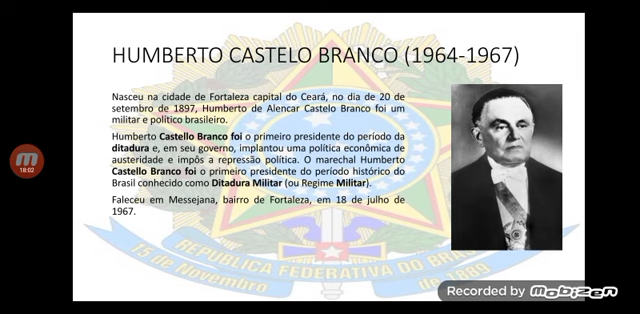 HUMBERTO CASTELO BRANCO (1964-1967)
Nasceu na cidade de Fortaleza capital do Ceará, no dia de 20 de
setembro de 1897, Humberto de Alencar Castelo Branco foi um
militar e político brasileiro.
Humberto Castello Branco foi o primeiro presidente do período da
ditadura e, em seu governo, implantou uma política econômica de
austeridade e impôs a repressão política. O marechal Humberto
Castello Branco foi o primeiro presidente do período histórico do
Brasil conhecido como Ditadura Militar (ou Regime Militar).
Faleceu em Messejana, bairro de Fortaleza, em 18 de julho de
1967.
18:02
REPÚBLICA FEDERATIVA DO BRASIL
15 de Novembro
de 1889
Recorded by Mobizen